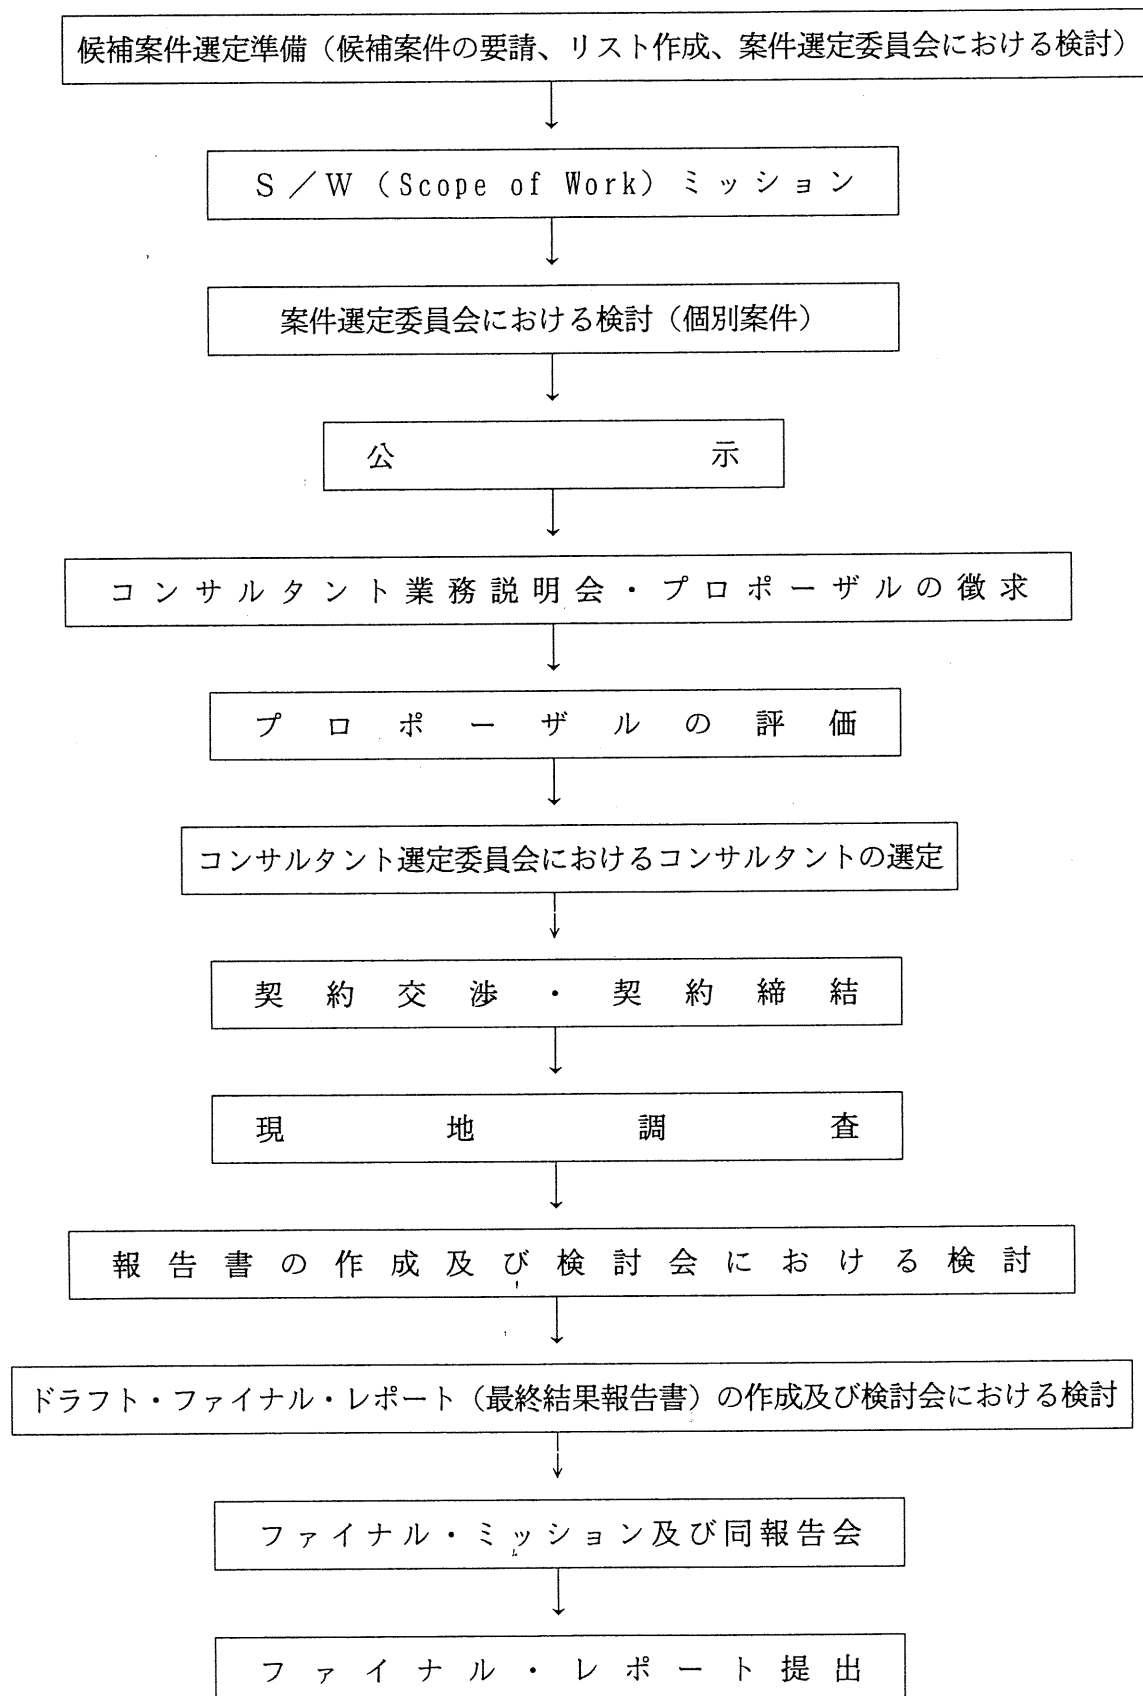 候補案件選定準備（候補案件の要請、リスト作成、案件選定委員会における検討）
S／W（Scope of Work）ミッション
案件選定委員会における検討（個別案件）
公示
コンサルタント業務説明会・プロポーザルの徴求
プロポーザルの評価
コンサルタント選定委員会におけるコンサルタントの選定
契約交渉・契約締結
現地調査
報告書の作成及び検討会における検討
ドラフト・ファイナル・レポート（最終結果報告書）の作成及び検討会における検討
ファイナル・ミッション及び同報告会
ファイナル・レポート提出